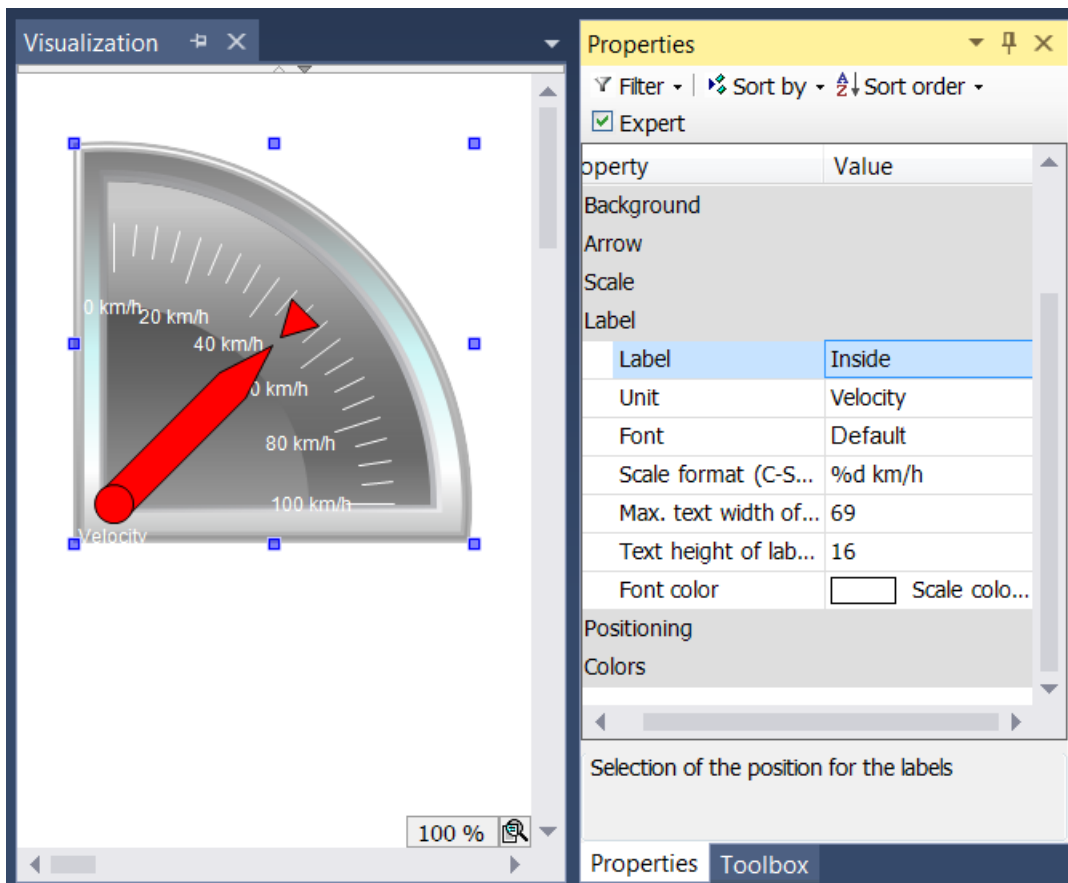 Visualization
0 km/h
20 km/h
40 km/h
0 km/h
80 km/h
100 km/h
Velocity
100 %
Properties
Filter
Sort by
Sort order
Expert
operty Value
Background
Arrow
Scale
Label
Label Inside
Unit Velocity
Font Default
Scale format (C-S... %d km/h
Max. text width of... 69
Text height of lab... 16
Font color Scale colo...
Positioning
Colors
Selection of the position for the labels
Properties Toolbox